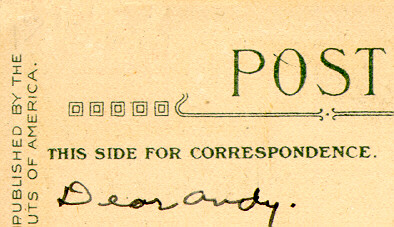 PUBLISHED BY THE
UTS OF AMERICA.
POST
THIS SIDE FOR CORRESPONDENCE.
Dear Andy.